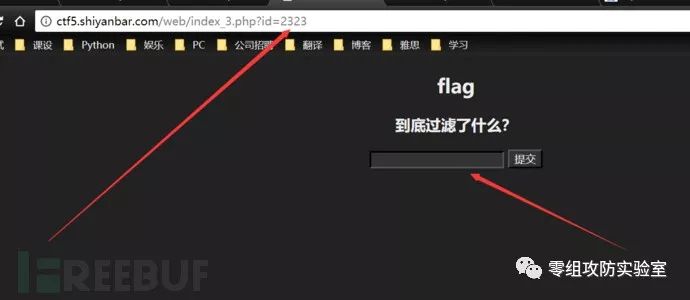 ctf5.shiyanbar.com/web/index_3.php?id=2323
课设 Python 娱乐 PC 公司招聘 翻译 博客 雅思 学习
flag
到底过滤了什么?
提交
REEBUF
零组攻防实验室